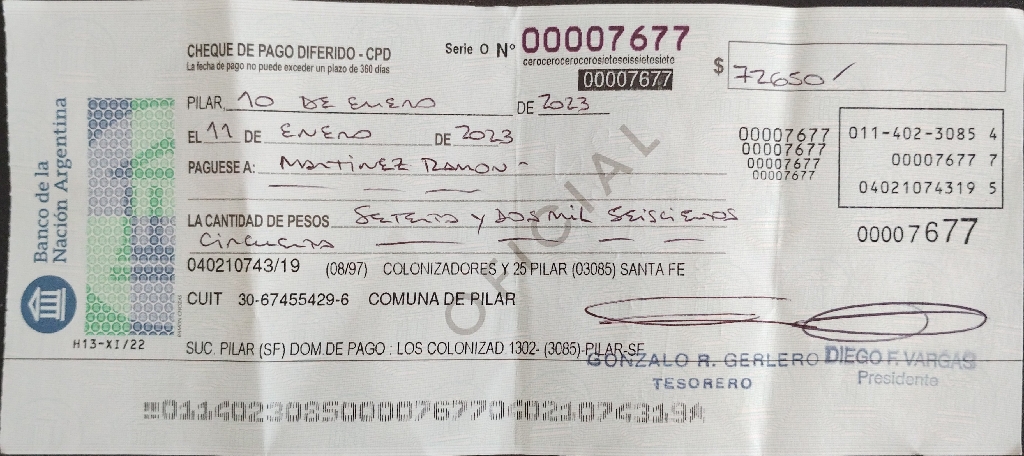 CHEQUE DE PAGO DIFERIDO - CPD
La fecha de pago no puede exceder un plazo de 360 días
Serie O Nº 00007677
cerocerocerocerosieteseissietesiete
00007677
$ 72650/
PILAR, 10 DE ENERO DE 2023
EL 11 DE ENERO DE 2023
PAGUESE A: MARTINEZ RAMON -
LA CANTIDAD DE PESOS SETENTA Y DOS MIL SEISCIENTOS
CINCUENTA
00007677
00007677
00007677
00007677
011-402-3085 4
00007677 7
04021074319 5
00007677
040210743/19 (08/97) COLONIZADORES Y 25 PILAR (03085) SANTA FE
CUIT 30-67455429-6 COMUNA DE PILAR
SUC. PILAR (SF) DOM.DE PAGO : LOS COLONIZAD 1302- (3085)-PILAR-SF
OFICIAL
GONZALO R. GERLERO
TESORERO
DIEGO F. VARGAS
Presidente
Banco de la
Nación Argentina
H13-XI/22
01140230850000767704021074319